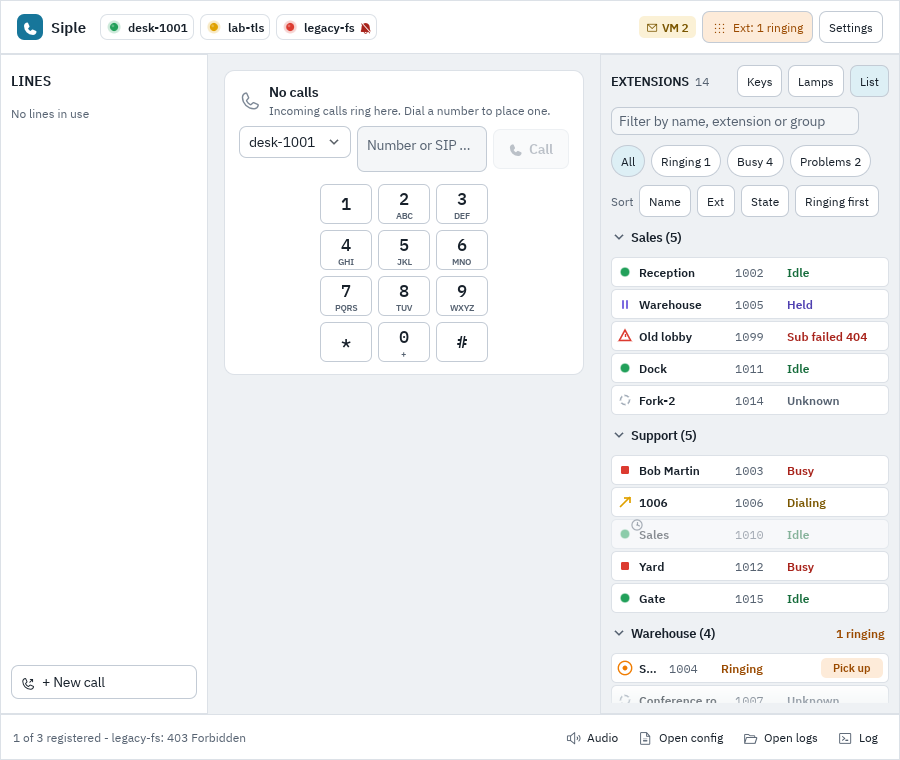 Siple
desk-1001
lab-tls
legacy-fs
VM 2
Ext: 1 ringing
Settings
LINES
No lines in use
+ New call
No calls
Incoming calls ring here. Dial a number to place one.
desk-1001
Number or SIP ...
Call
1
2
ABC
3
DEF
4
GHI
5
JKL
6
MNO
7
PQRS
8
TUV
9
WXYZ
*
0
+
#
EXTENSIONS 14
Keys
Lamps
List
Filter by name, extension or group
All
Ringing 1
Busy 4
Problems 2
Sort
Name
Ext
State
Ringing first
Sales (5)
Reception 1002 Idle
Warehouse 1005 Held
Old lobby 1099 Sub failed 404
Dock 1011 Idle
Fork-2 1014 Unknown
Support (5)
Bob Martin 1003 Busy
1006 1006 Dialing
Sales 1010 Idle
Yard 1012 Busy
Gate 1015 Idle
Warehouse (4) 1 ringing
S... 1004 Ringing Pick up
Conference ro 1007 Unknown
1 of 3 registered - legacy-fs: 403 Forbidden
Audio
Open config
Open logs
Log